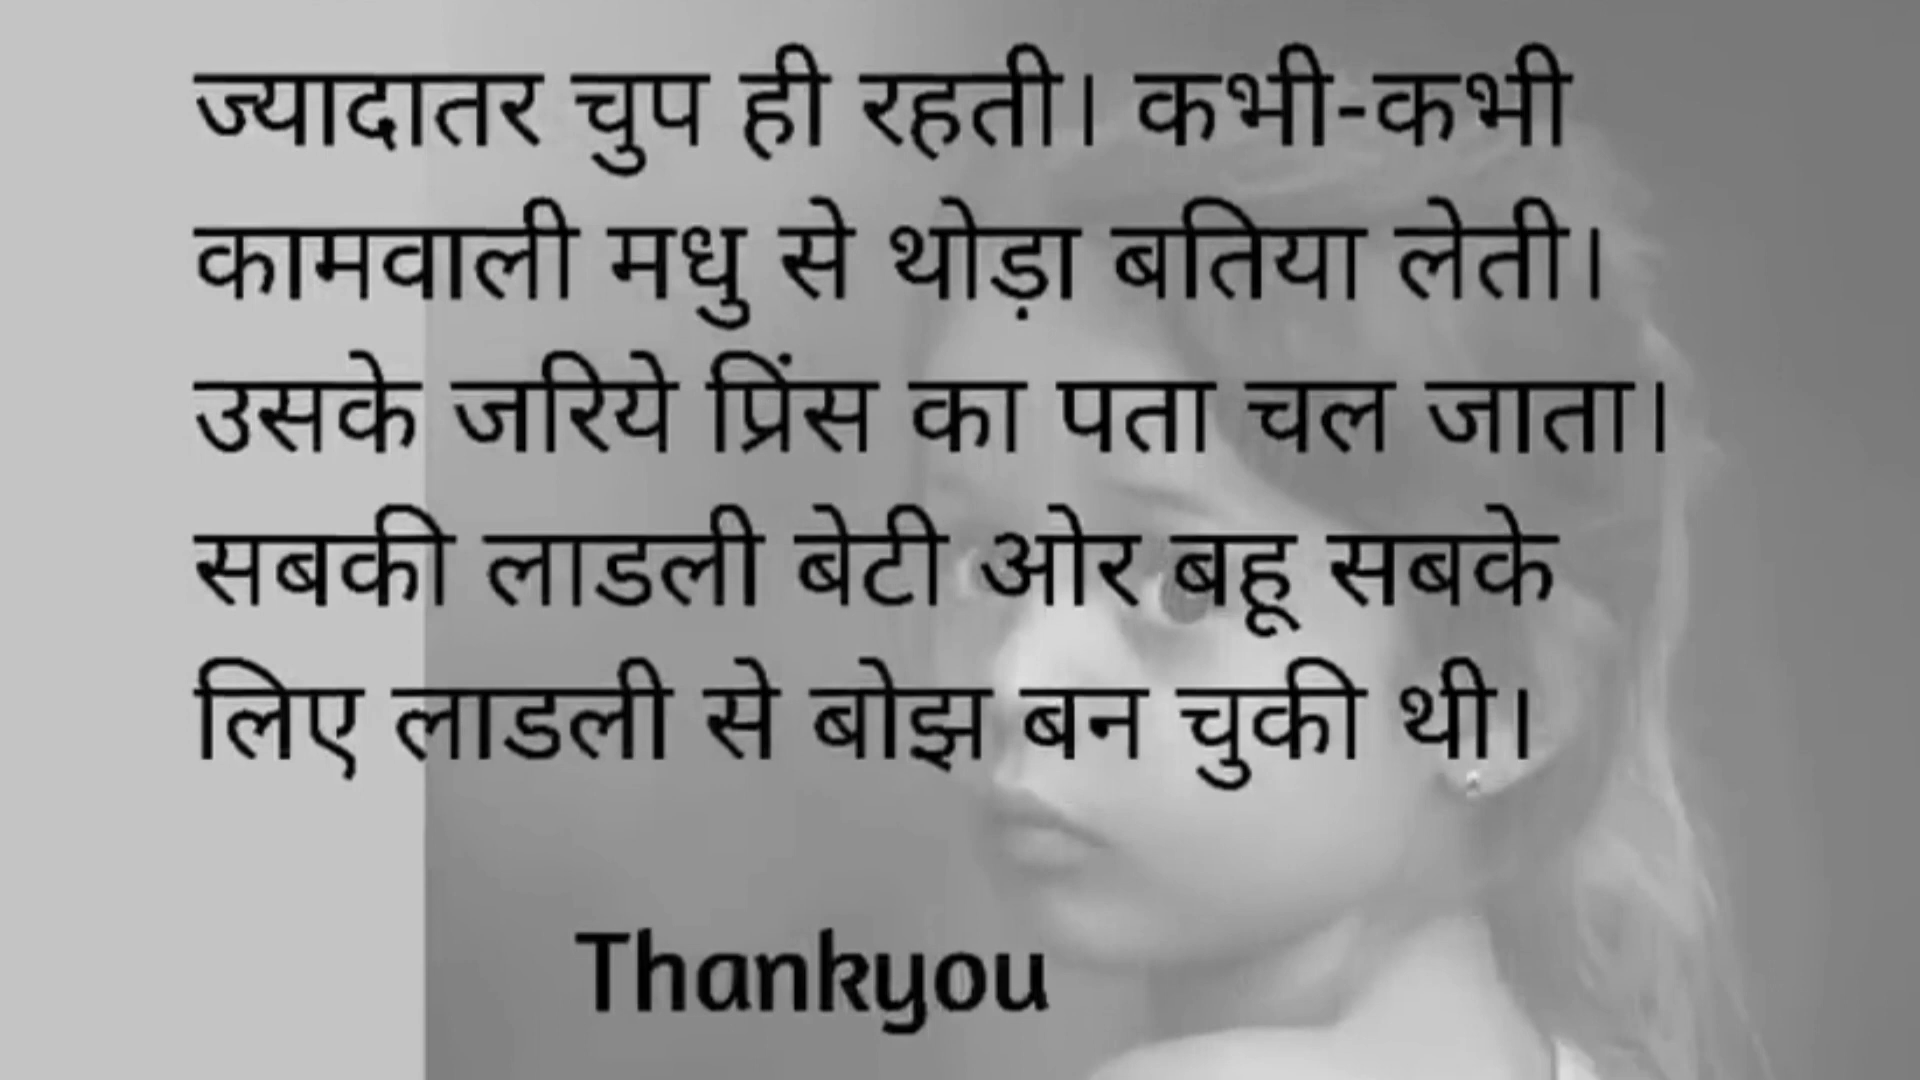 ज्यादातर चुप ही रहती। कभी-कभी
कामवाली मधु से थोड़ा बतिया लेती।
उसके जरिये प्रिंस का पता चल जाता।
सबकी लाडली बेटी ओर बहू सबके
लिए लाडली से बोझ बन चुकी थी।
Thankyou